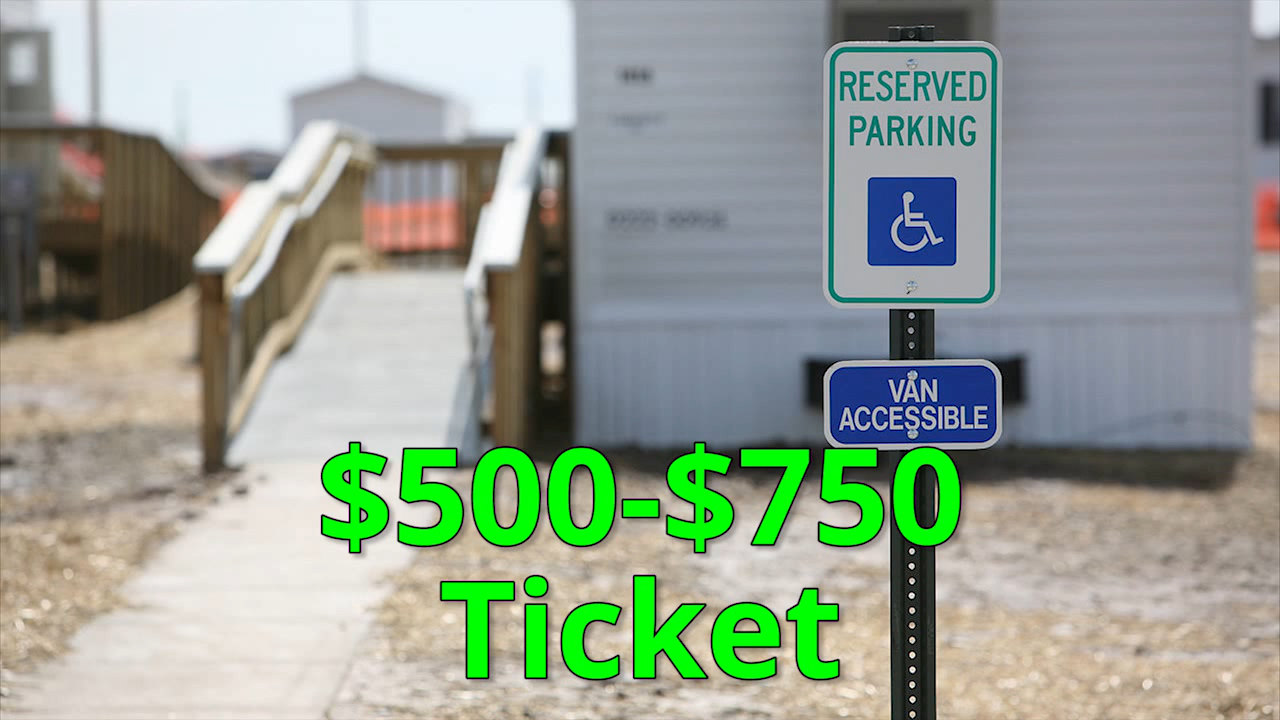 RESERVED
PARKING
VAN
ACCESSIBLE
$500-$750
Ticket